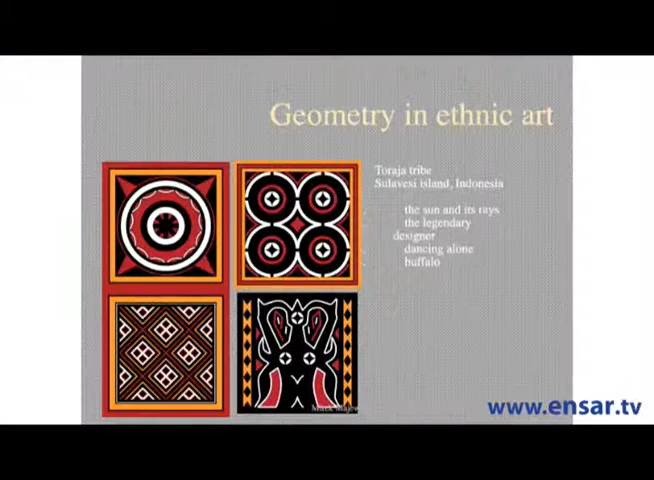 Geometry in ethnic art
Toraja tribe
Sulavesi island, Indonesia
the sun and its rays
the legendary
designer
dancing alone
buffalo
www.ensar.tv